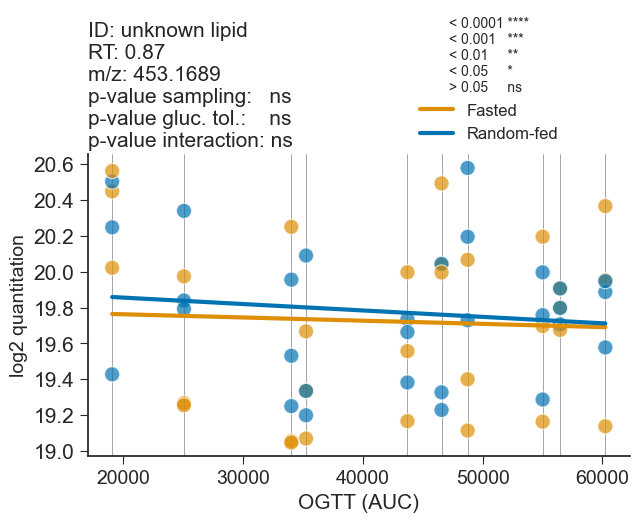 ID: unknown lipid
RT: 0.87
m/z: 453.1689
p-value sampling: ns
p-value gluc. tol.: ns
p-value interaction: ns
< 0.0001 ****
< 0.001 ***
< 0.01 **
< 0.05 *
> 0.05 ns
Fasted
Random-fed
log2 quantitation
20.6
20.4
20.2
20.0
19.8
19.6
19.4
19.2
19.0
20000 30000 40000 50000 60000
OGTT (AUC)